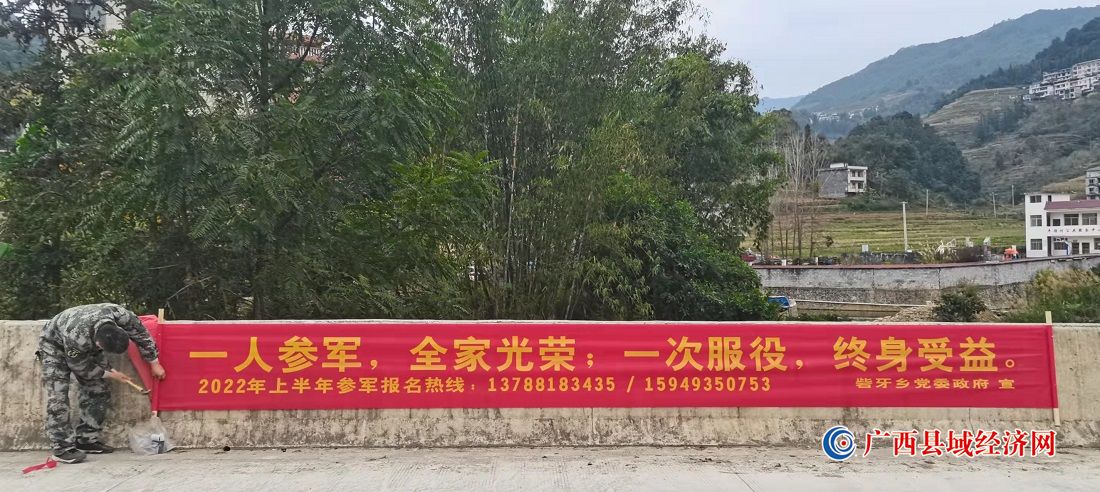 一人参军，全家光荣；一次服役，终身受益。
2022年上半年参军报名热线：13788183435 / 15949350753
砦牙乡党委政府 宣
广西县域经济网